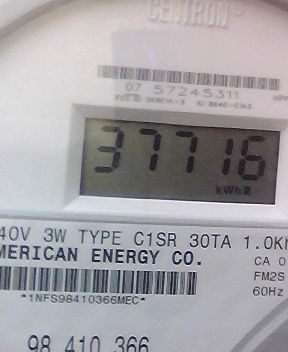 CENTRON®
07 57245311
37716
kWh
40V 3W TYPE C1SR 30TA 1.0Kh
MERICAN ENERGY CO.
CA 0
FM2S
60Hz
*1NFS98410366MEC*
98 410 366